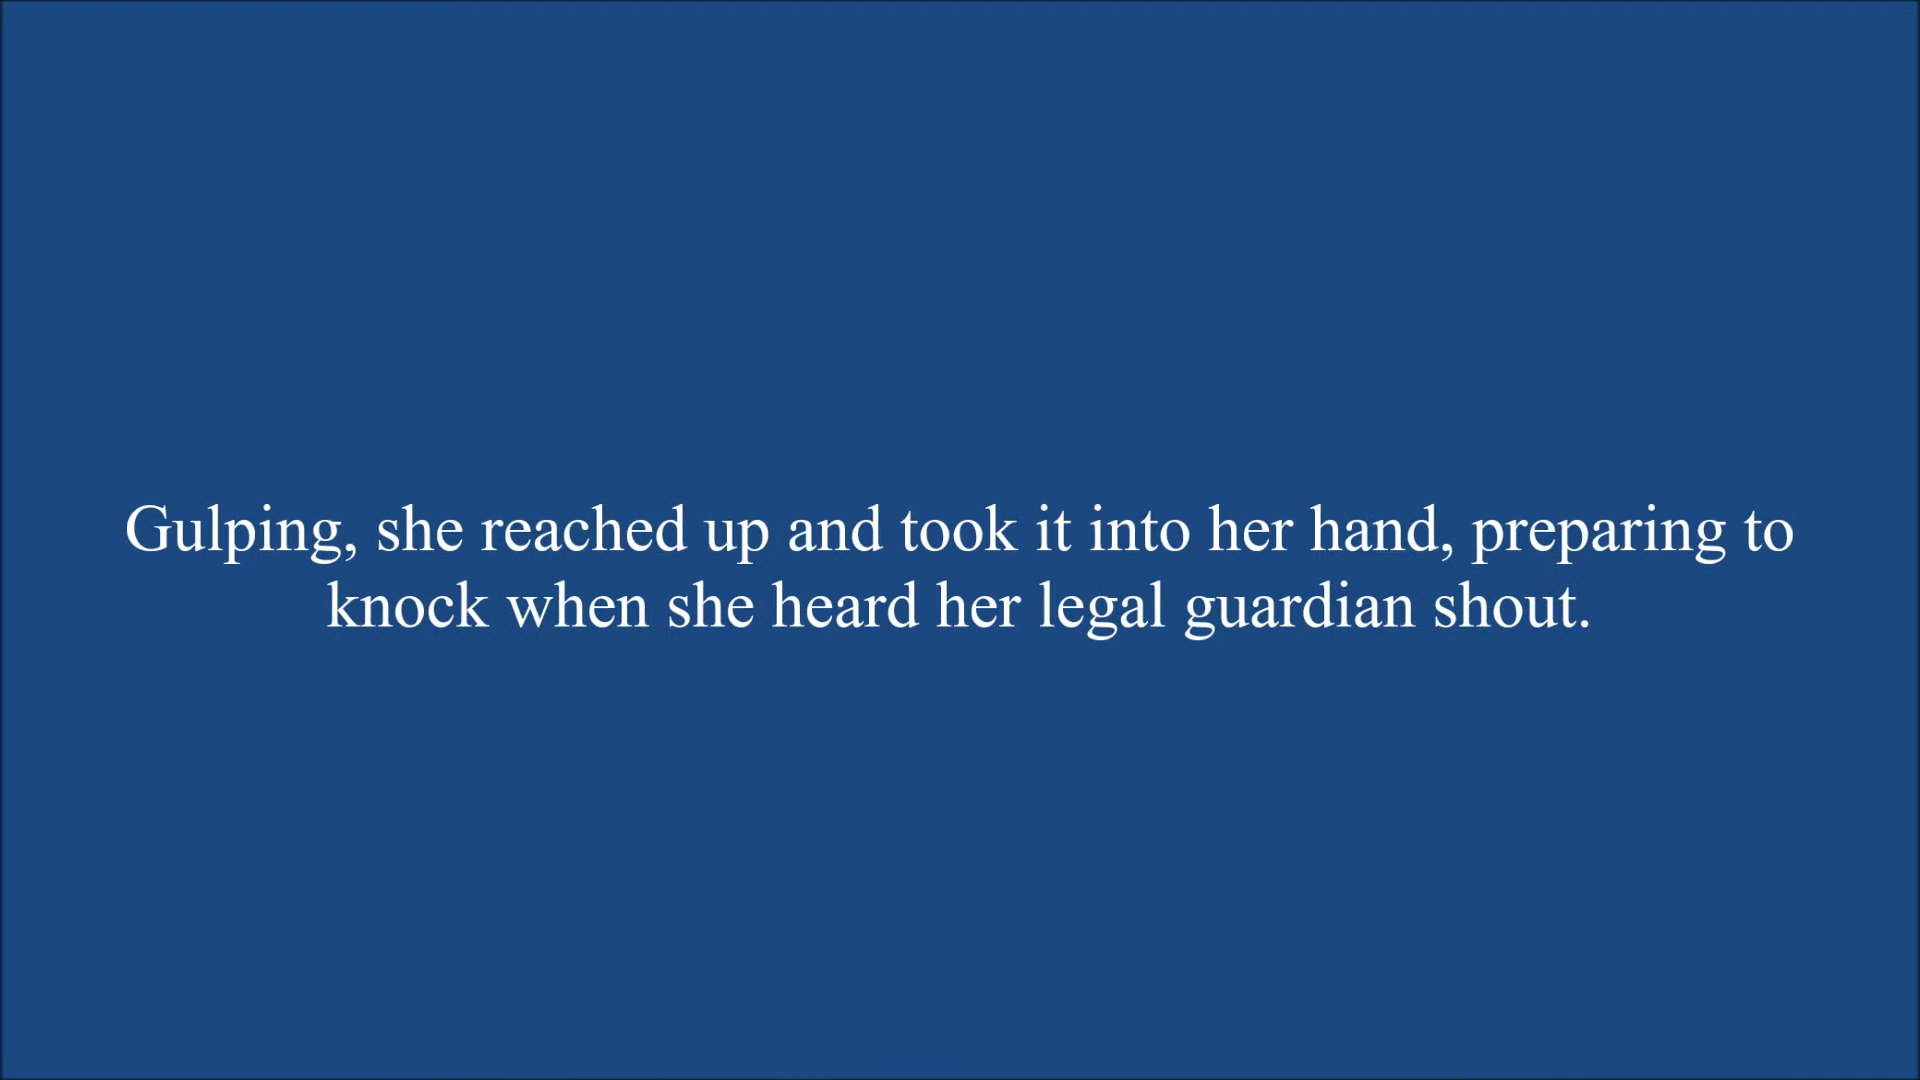 Gulping, she reached up and took it into her hand, preparing to
knock when she heard her legal guardian shout.